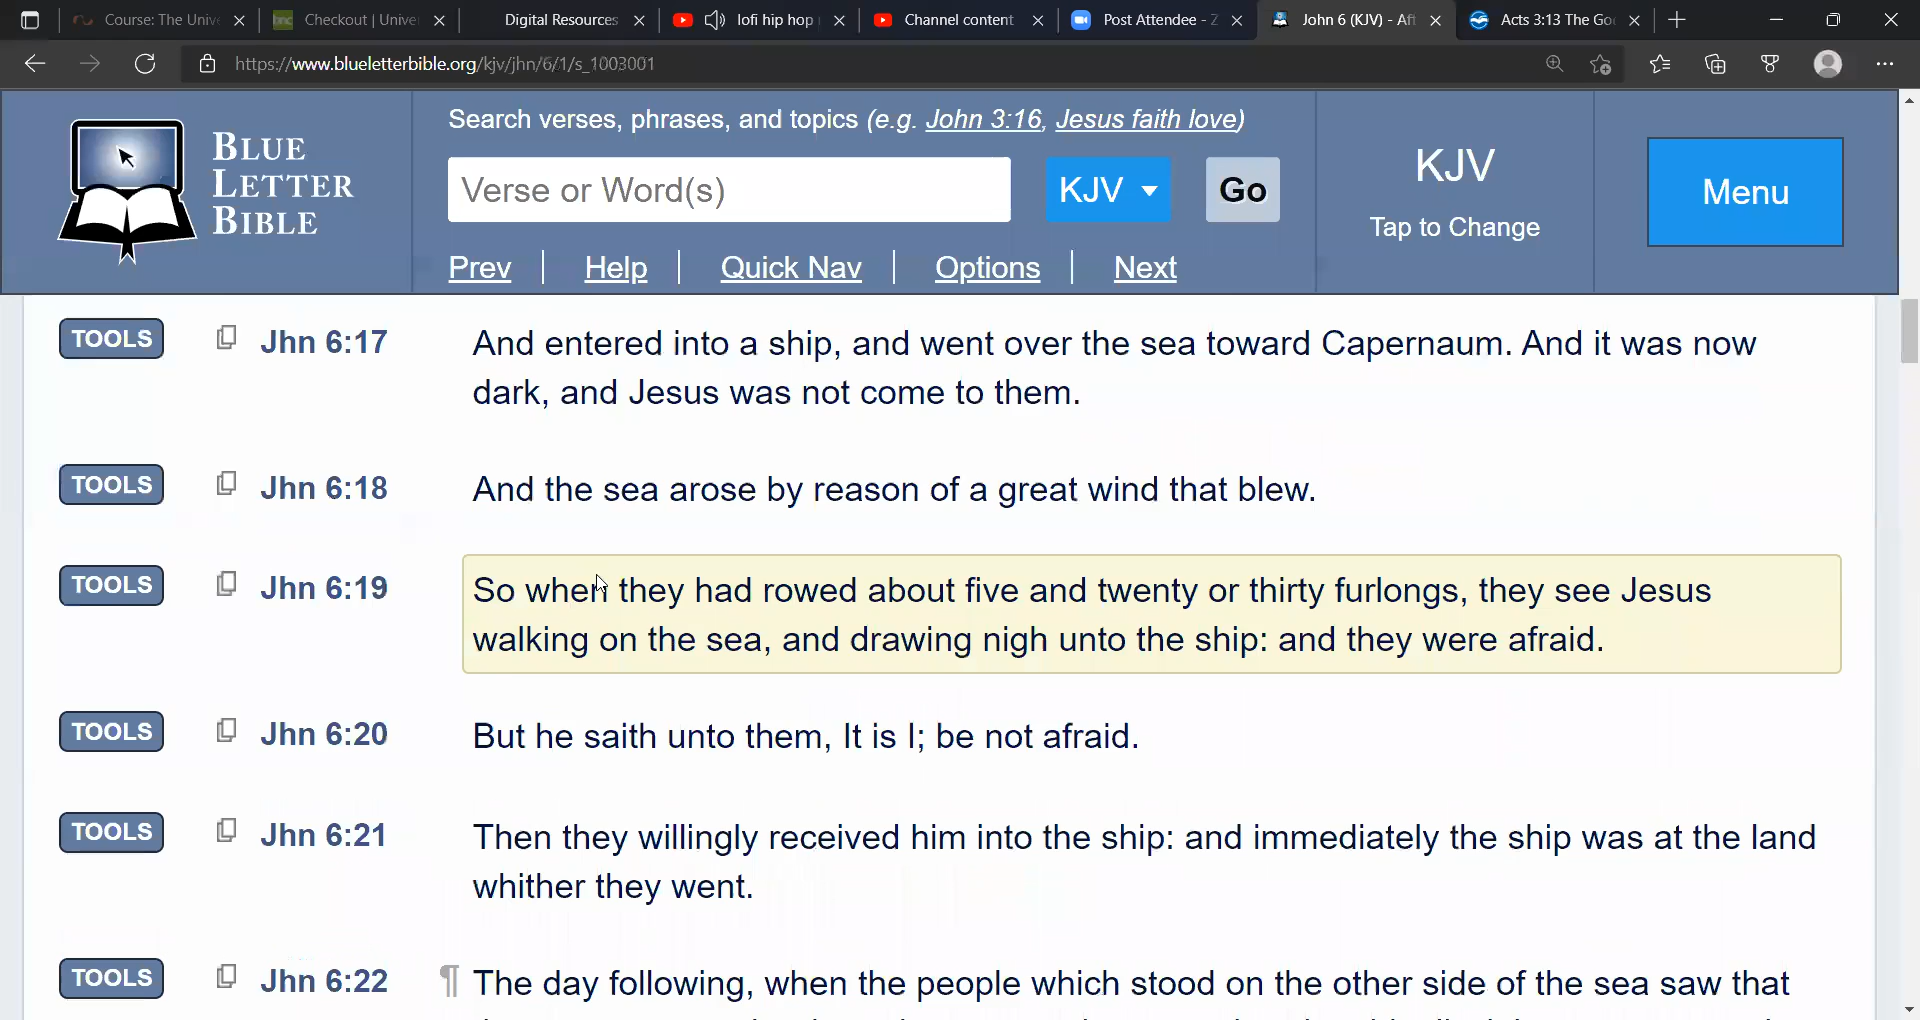 Course: The Unive
bnc Checkout | Unive
Digital Resources
lofi hip hop
Channel content
Post Attendee - Z
John 6 (KJV) - Aft
Acts 3:13 The Go
https://www.blueletterbible.org/kjv/jhn/6/1/s_1003001
BLUE
LETTER
BIBLE
Search verses, phrases, and topics (e.g. John 3:16, Jesus faith love)
Verse or Word(s)
KJV
Go
Prev | Help | Quick Nav | Options | Next
KJV
Tap to Change
Menu
TOOLS Jhn 6:17 And entered into a ship, and went over the sea toward Capernaum. And it was now
dark, and Jesus was not come to them.
TOOLS Jhn 6:18 And the sea arose by reason of a great wind that blew.
TOOLS Jhn 6:19 So when they had rowed about five and twenty or thirty furlongs, they see Jesus
walking on the sea, and drawing nigh unto the ship: and they were afraid.
TOOLS Jhn 6:20 But he saith unto them, It is I; be not afraid.
TOOLS Jhn 6:21 Then they willingly received him into the ship: and immediately the ship was at the land
whither they went.
TOOLS Jhn 6:22 ¶ The day following, when the people which stood on the other side of the sea saw that